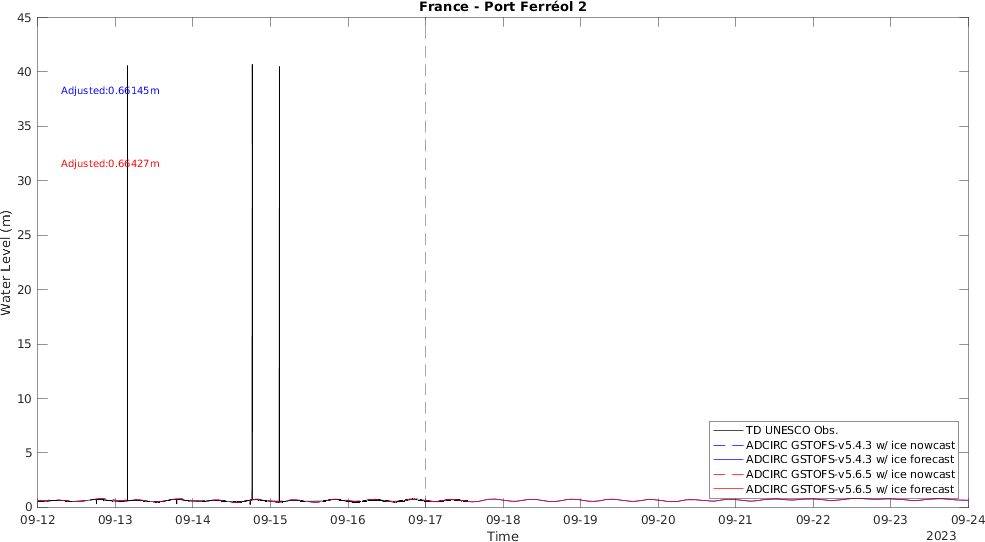 France - Port Ferréol 2
45
40
35
30
25
20
15
10
5
0
Water Level (m)
Adjusted:0.66145m
Adjusted:0.66427m
TD UNESCO Obs.
ADCIRC GSTOFS-v5.4.3 w/ ice nowcast
ADCIRC GSTOFS-v5.4.3 w/ ice forecast
ADCIRC GSTOFS-v5.6.5 w/ ice nowcast
ADCIRC GSTOFS-v5.6.5 w/ ice forecast
09-12 09-13 09-14 09-15 09-16 09-17 09-18 09-19 09-20 09-21 09-22 09-23 09-24
Time
2023